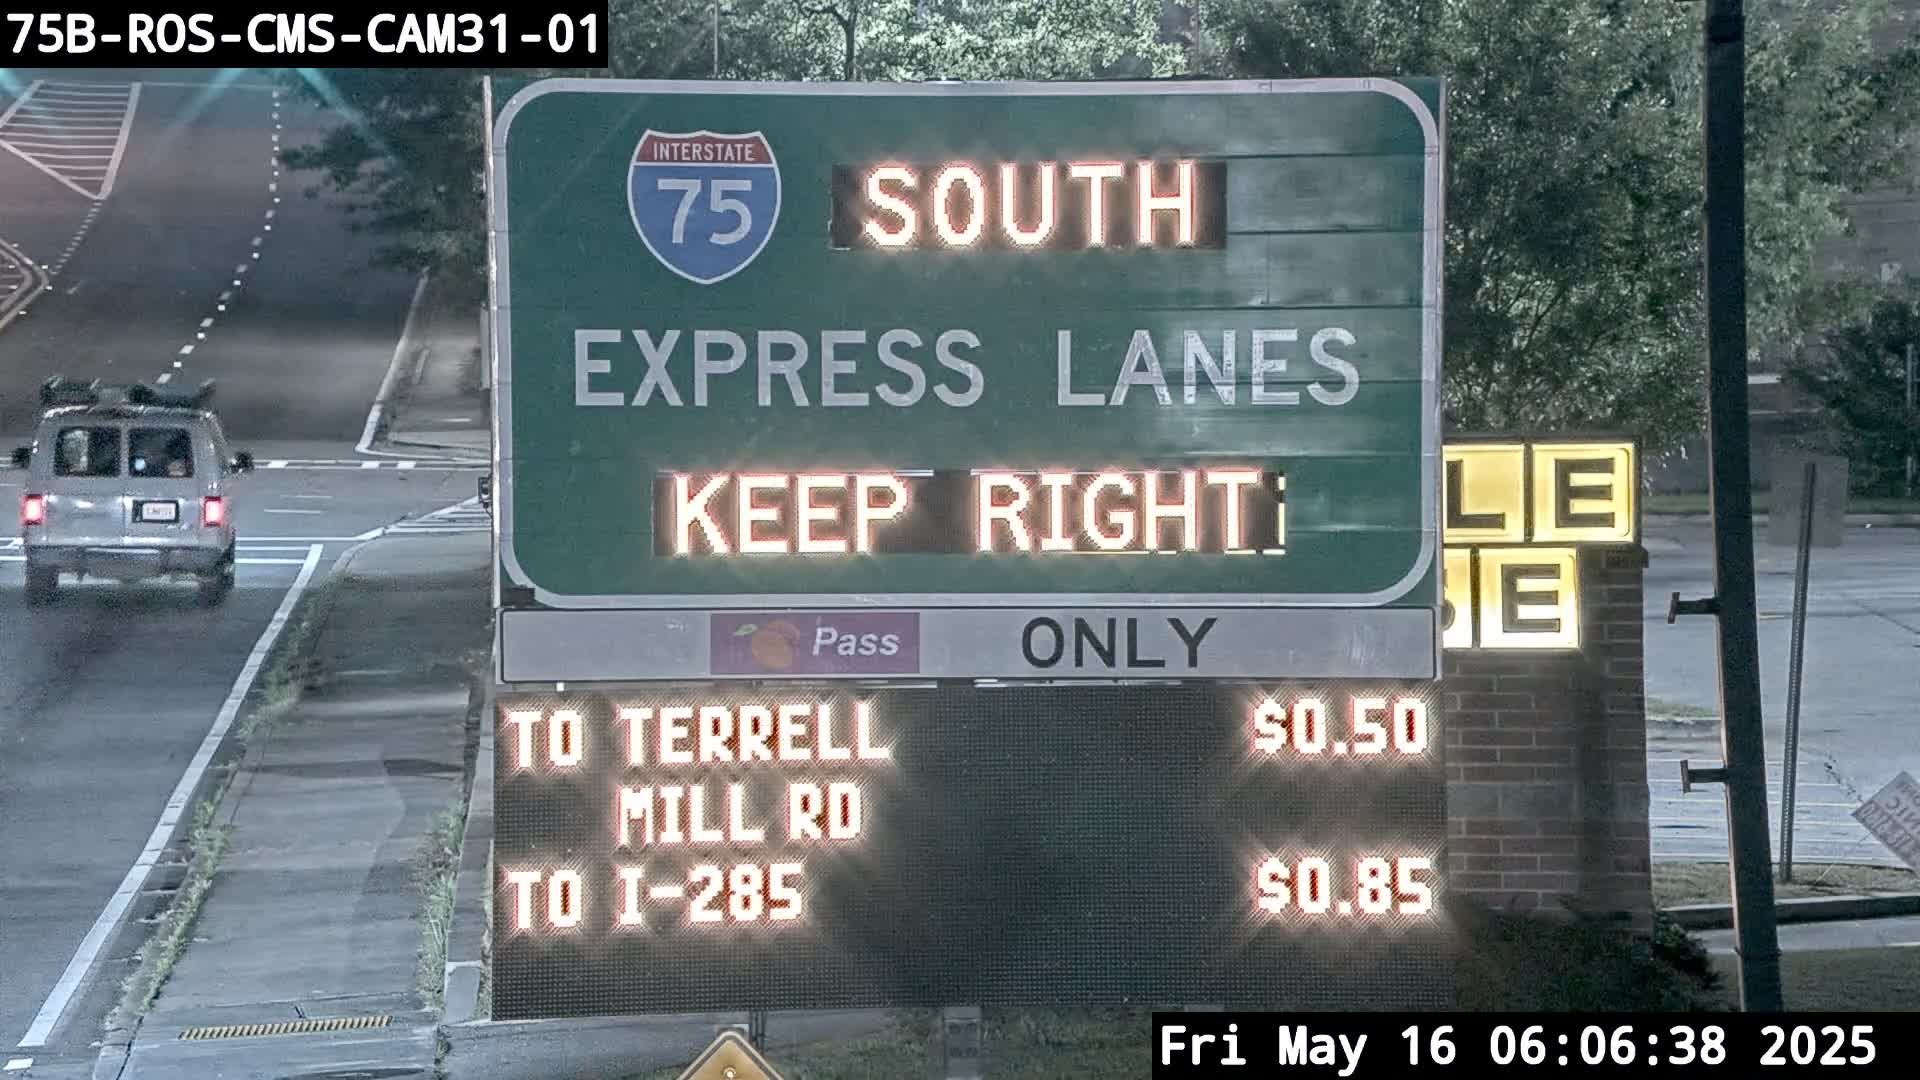 75B-ROS-CMS-CAM31-01
INTERSTATE
75
SOUTH
EXPRESS LANES
KEEP RIGHT
Pass ONLY
TO TERRELL $0.50
MILL RD
TO I-285 $0.85
LE
E
Fri May 16 06:06:38 2025